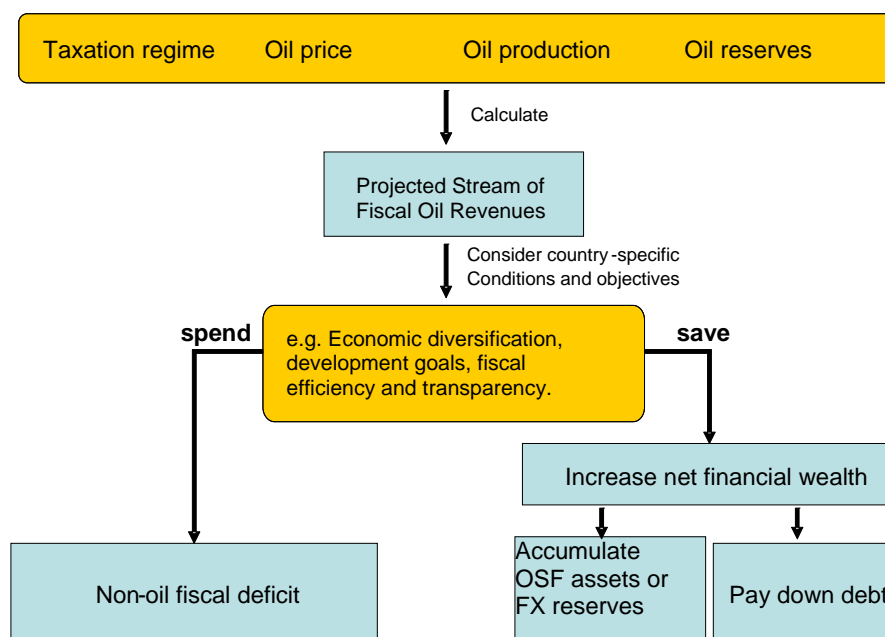 Taxation regime Oil price Oil production Oil reserves
Calculate
Projected Stream of
Fiscal Oil Revenues
Consider country-specific
Conditions and objectives
spend
e.g. Economic diversification,
development goals, fiscal
efficiency and transparency.
save
Increase net financial wealth
Non-oil fiscal deficit
Accumulate
OSF assets or
FX reserves
Pay down debt